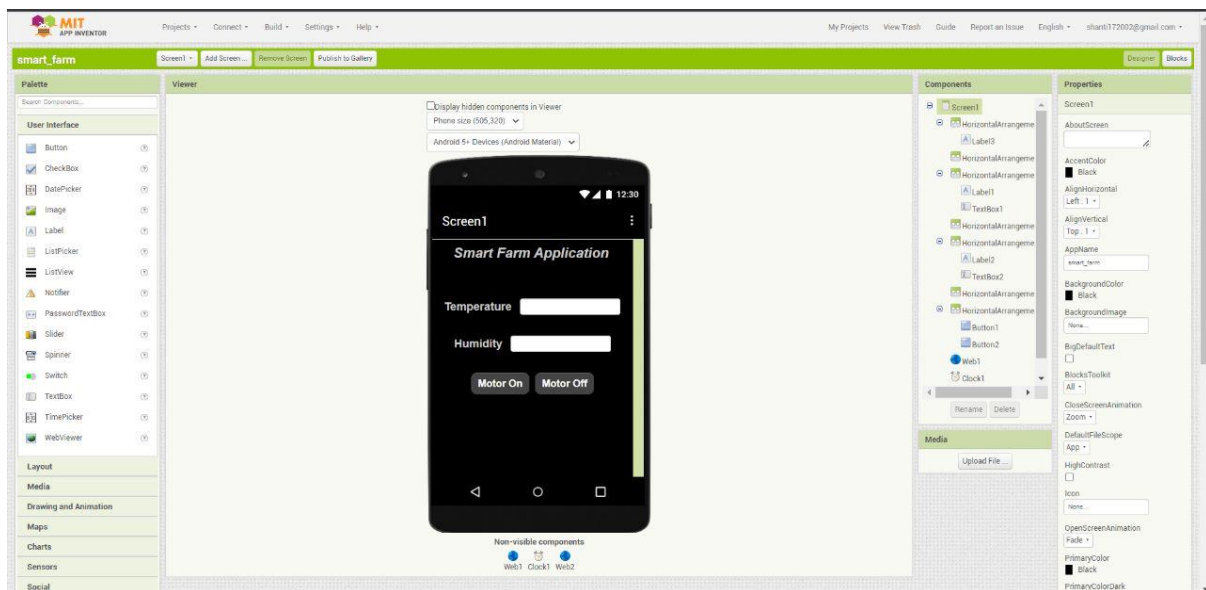 MIT
APP INVENTOR
Projects Connect Build Settings Help
My Projects View Trash Guide Report an Issue English shanti172002@gmail.com
smart_farm
Screen1 Add Screen ... Remove Screen Publish to Gallery
Designer Blocks
Palette
Search Components...
User Interface
Button
CheckBox
DatePicker
Image
Label
ListPicker
ListView
Notifier
PasswordTextBox
Slider
Spinner
Switch
TextBox
TimePicker
WebViewer
Layout
Media
Drawing and Animation
Maps
Charts
Sensors
Social
Viewer
Display hidden components in Viewer
Phone size (505,320)
Android 5+ Devices (Android Material)
12:30
Screen1
Smart Farm Application
Temperature
Humidity
Motor On Motor Off
Non-visible components
Web1 Clock1 Web2
Components
Screen1
HorizontalArrangeme
Label3
HorizontalArrangeme
HorizontalArrangeme
Label1
TextBox1
HorizontalArrangeme
HorizontalArrangeme
Label2
TextBox2
HorizontalArrangeme
HorizontalArrangeme
Button1
Button2
Web1
Clock1
Rename Delete
Media
Upload File ...
Properties
Screen1
AboutScreen
AccentColor
Black
AlignHorizontal
Left : 1
AlignVertical
Top : 1
AppName
smart_farm
BackgroundColor
Black
BackgroundImage
None...
BigDefaultText
BlocksToolkit
All
CloseScreenAnimation
Zoom
DefaultFileScope
App
HighContrast
Icon
None...
OpenScreenAnimation
Fade
PrimaryColor
Black
PrimaryColorDark